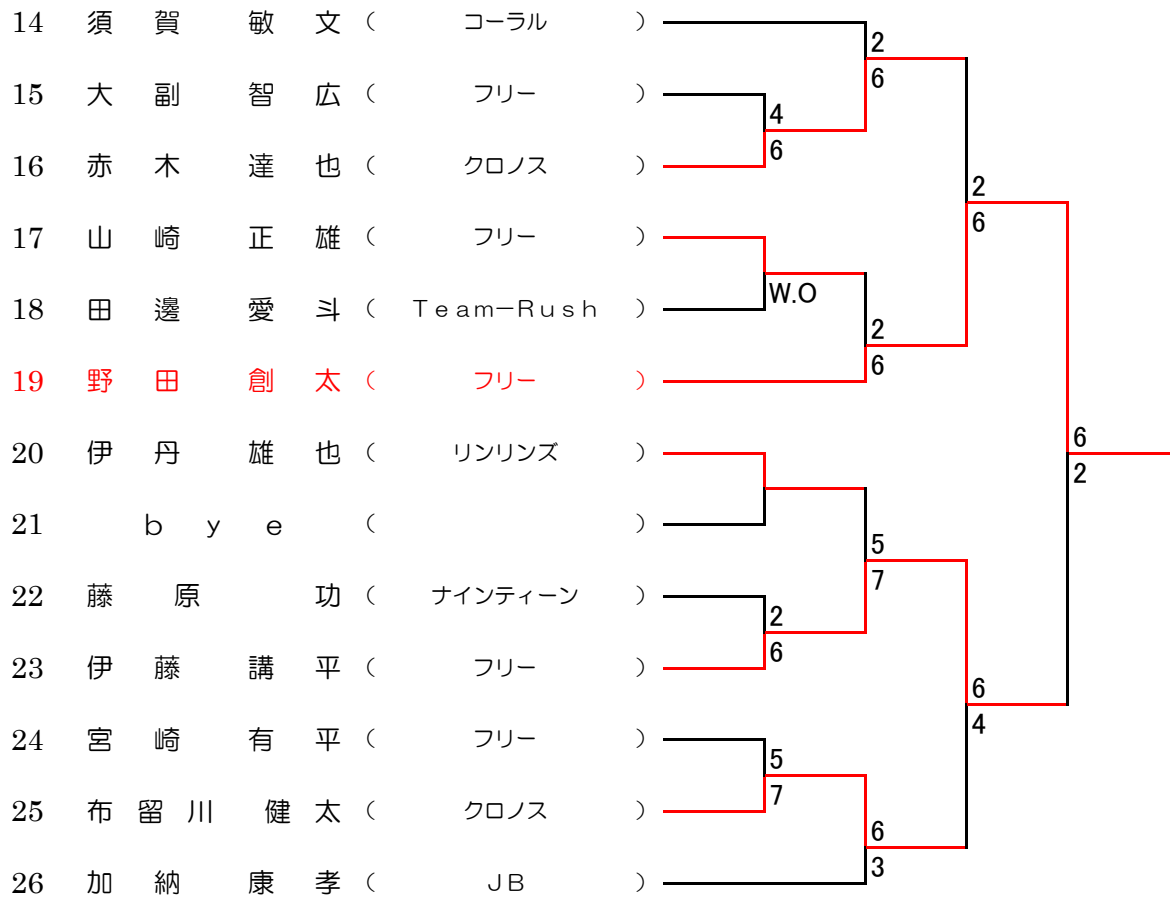 14 須賀 敏文 ( コーラル )
2
6
15 大副 智広 ( フリー )
4
6
16 赤木 達也 ( クロノス )
2
6
17 山崎 正雄 ( フリー )
W.O
18 田邊 愛斗 ( Team－Rush )
2
6
19 野田 創太 ( フリー )
6
2
20 伊丹 雄也 ( リンリンズ )
21 bye ( )
5
7
22 藤原 功 ( ナインティーン )
2
6
23 伊藤 講平 ( フリー )
6
4
24 宮崎 有平 ( フリー )
5
7
25 布留川 健太 ( クロノス )
6
3
26 加納 康孝 ( JB )